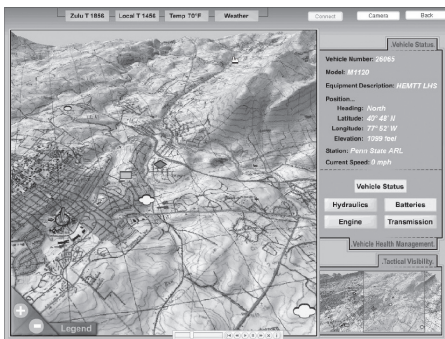 Zulu T 1856
Local T 1456
Temp 70°F
Weather
Connect
Camera
Back
Vehicle Status
Vehicle Number: 26065
Model: M1120
Equipment Description: HEMTT LHS
Position...
Heading: North
Latitude: 40° 48' N
Longitude: 77° 52' W
Elevation: 1099 feet
Station: Penn State ARL
Current Speed: 0 mph
Vehicle Status
Hydraulics
Batteries
Engine
Transmission
.Vehicle Health Management.
.Tactical Visibility.
Legend